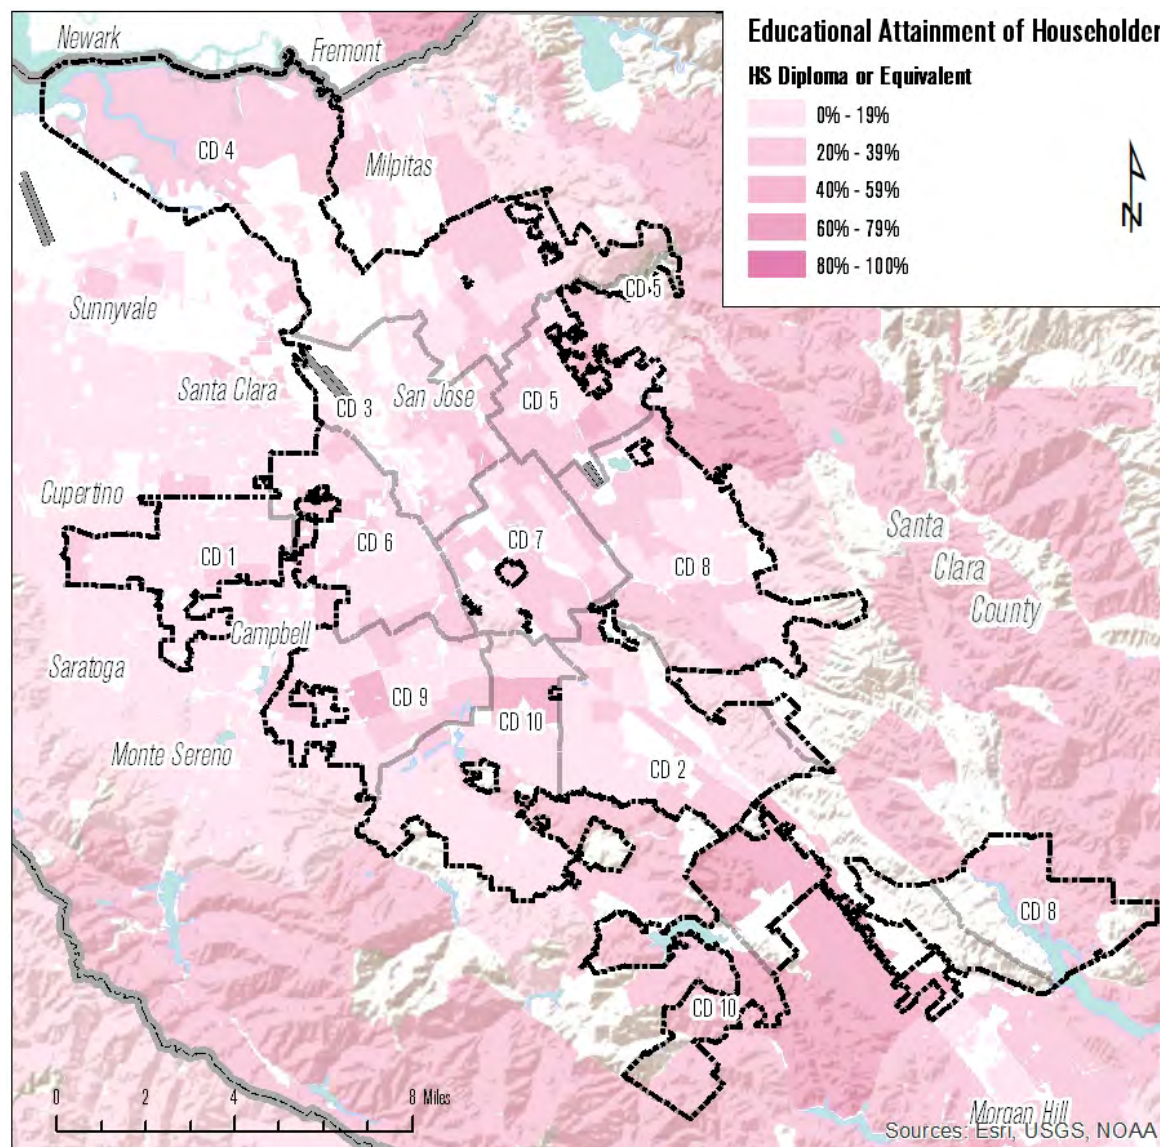 Educational Attainment of Householder
HS Diploma or Equivalent
0% - 19%
20% - 39%
40% - 59%
60% - 79%
80% - 100%
N
Newark
Fremont
CD 4
Milpitas
CD 5
Sunnyvale
Santa Clara
CD 3
San Jose
CD 5
Cupertino
CD 1
CD 6
CD 7
CD 8
Santa
Clara
County
Campbell
Saratoga
CD 9
CD 10
Monte Sereno
CD 2
CD 8
CD 10
0 2 4 8 Miles
Morgan Hill
Sources: Esri, USGS, NOAA